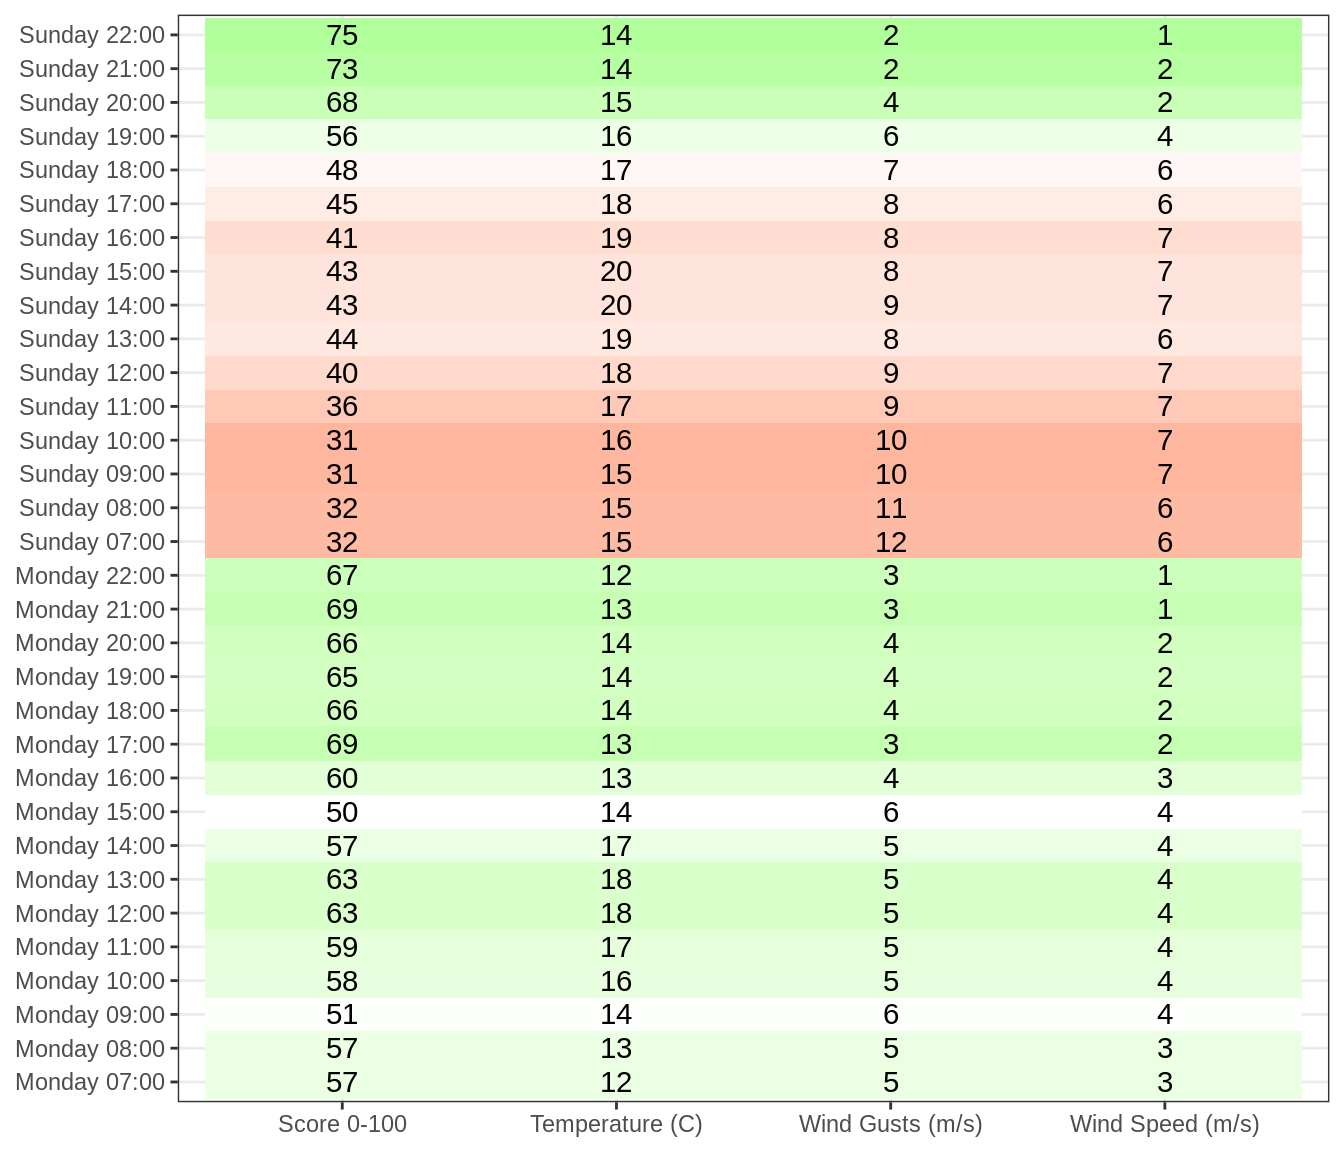 Sunday 22:00 75 14 2 1
Sunday 21:00 73 14 2 2
Sunday 20:00 68 15 4 2
Sunday 19:00 56 16 6 4
Sunday 18:00 48 17 7 6
Sunday 17:00 45 18 8 6
Sunday 16:00 41 19 8 7
Sunday 15:00 43 20 8 7
Sunday 14:00 43 20 9 7
Sunday 13:00 44 19 8 6
Sunday 12:00 40 18 9 7
Sunday 11:00 36 17 9 7
Sunday 10:00 31 16 10 7
Sunday 09:00 31 15 10 7
Sunday 08:00 32 15 11 6
Sunday 07:00 32 15 12 6
Monday 22:00 67 12 3 1
Monday 21:00 69 13 3 1
Monday 20:00 66 14 4 2
Monday 19:00 65 14 4 2
Monday 18:00 66 14 4 2
Monday 17:00 69 13 3 2
Monday 16:00 60 13 4 3
Monday 15:00 50 14 6 4
Monday 14:00 57 17 5 4
Monday 13:00 63 18 5 4
Monday 12:00 63 18 5 4
Monday 11:00 59 17 5 4
Monday 10:00 58 16 5 4
Monday 09:00 51 14 6 4
Monday 08:00 57 13 5 3
Monday 07:00 57 12 5 3
Score 0-100 Temperature (C) Wind Gusts (m/s) Wind Speed (m/s)